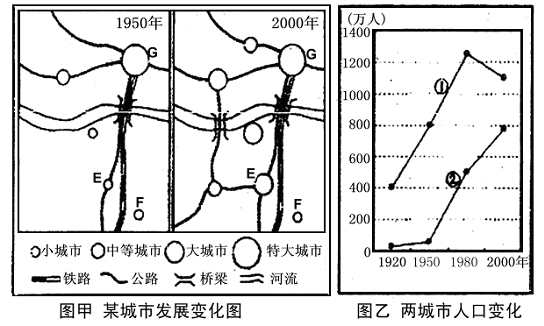 1950年
G
E
F
2000年
G
E
F
小城市 中等城市 大城市 特大城市
铁路 公路 桥梁 河流
图甲 某城市发展变化图
(万人)
1400
1200
1000
800
600
400
200
0
①
②
1920 1950 1980 2000年
图乙 两城市人口变化